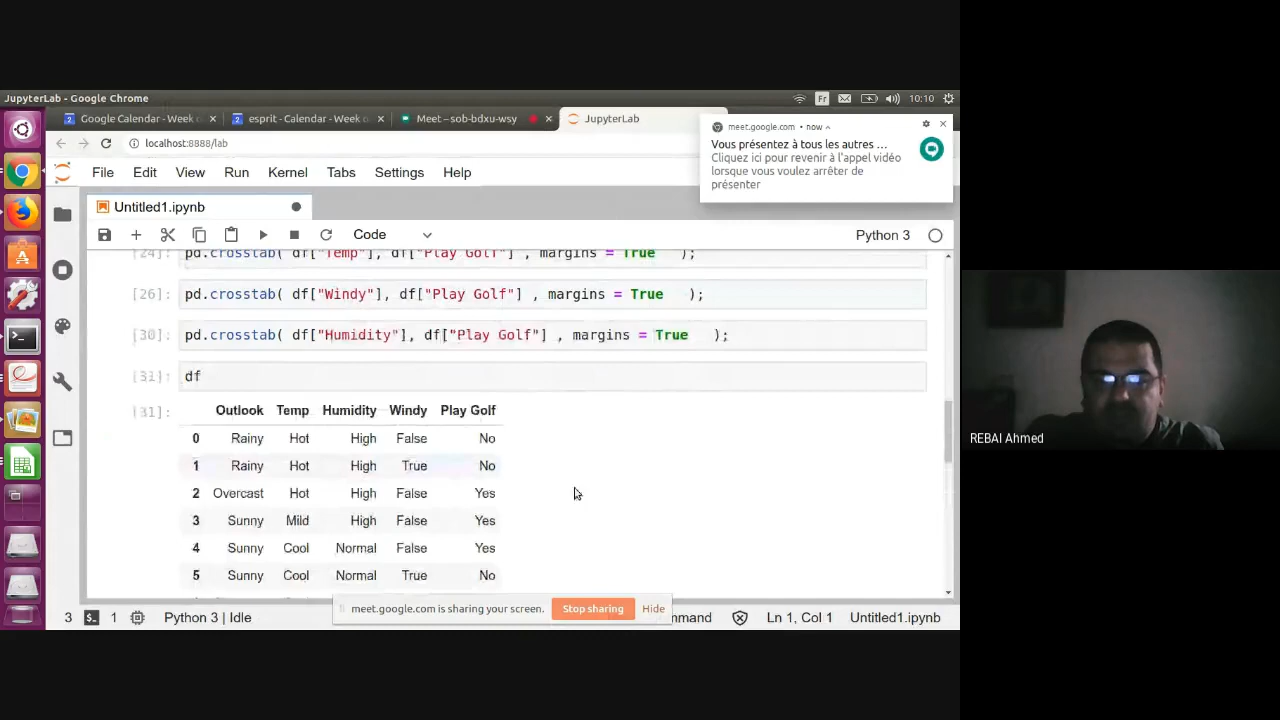 JupyterLab - Google Chrome
Fr
10:10
Google Calendar - Week o
esprit - Calendar - Week o
Meet – sob-bdxu-wsy
JupyterLab
localhost:8888/lab
meet.google.com • now
Vous présentez à tous les autres ...
Cliquez ici pour revenir à l'appel vidéo
lorsque vous voulez arrêter de
présenter
File Edit View Run Kernel Tabs Settings Help
Untitled1.ipynb
Code
Python 3
[24]: pd.crosstab( df["Temp"], df["Play Golf"] , margins = True );
[26]: pd.crosstab( df["Windy"], df["Play Golf"] , margins = True );
[30]: pd.crosstab( df["Humidity"], df["Play Golf"] , margins = True );
[31]: df
[31]: Outlook Temp Humidity Windy Play Golf
0 Rainy Hot High False No
1 Rainy Hot High True No
2 Overcast Hot High False Yes
3 Sunny Mild High False Yes
4 Sunny Cool Normal False Yes
5 Sunny Cool Normal True No
meet.google.com is sharing your screen. Stop sharing Hide
3 1 Python 3 | Idle mmand Ln 1, Col 1 Untitled1.ipynb
REBAI Ahmed